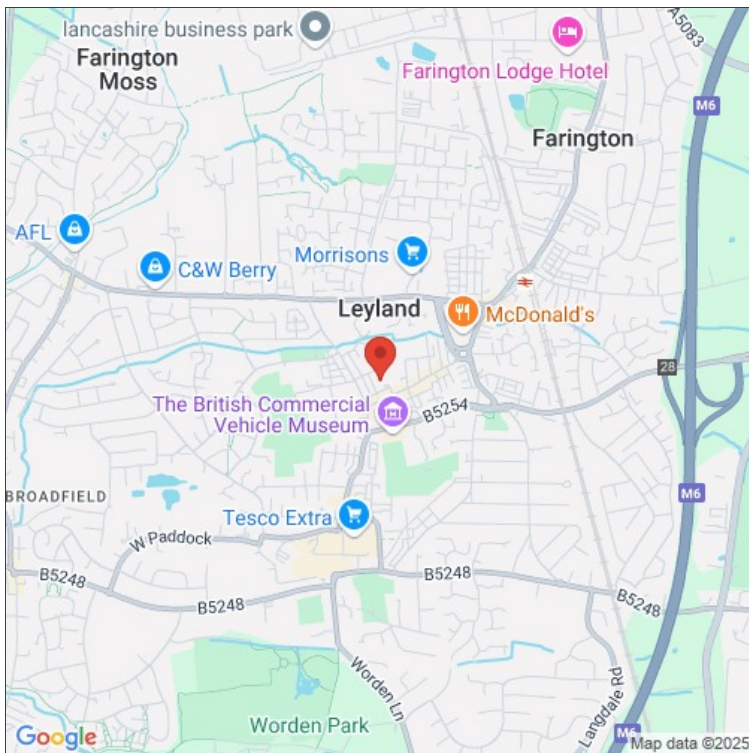 lancashire business park
Farington
Moss
A5083
M6
Farington Lodge Hotel
Farington
AFL
C&W Berry
Morrisons
Leyland
McDonald's
28
The British Commercial
Vehicle Museum
B5254
BROADFIELD
M6
Tesco Extra
W Paddock
B5248
B5248
B5248
Worden Ln
Langdale Rd
Worden Park
M6
Google
Map data ©2025